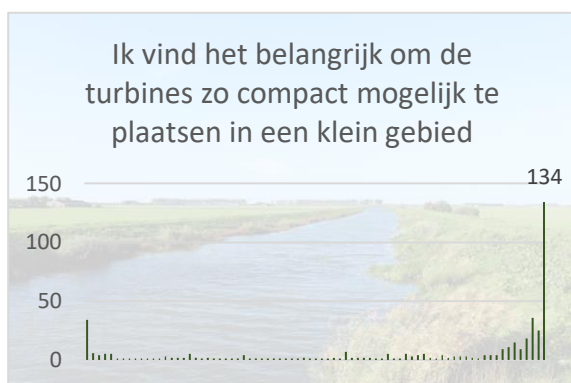 Ik vind het belangrijk om de
turbines zo compact mogelijk te
plaatsen in een klein gebied
150
134
100
50
0